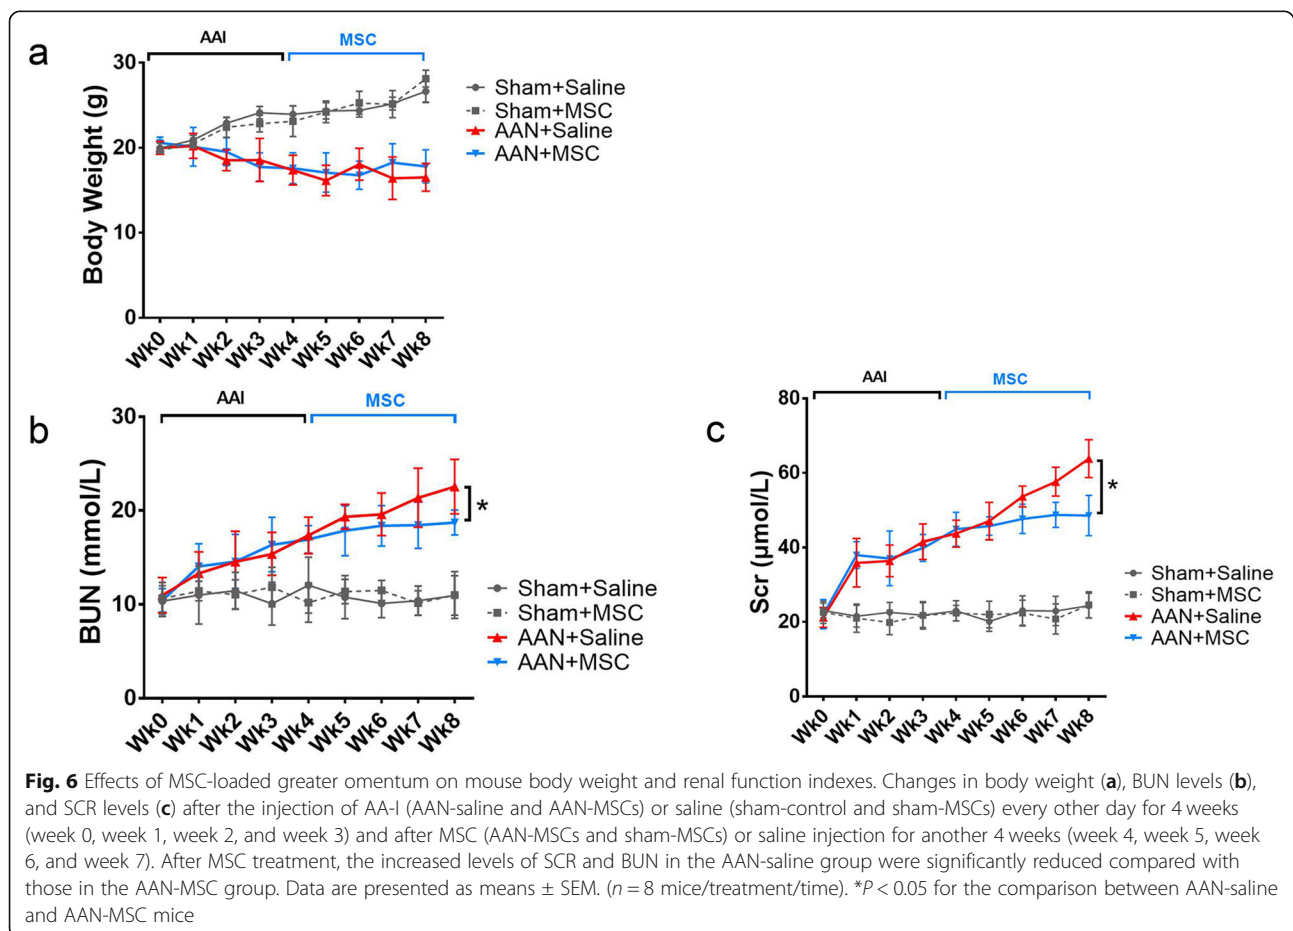 a
AAI
MSC
Body Weight (g)
30
20
10
0
Wk0
Wk1
Wk2
Wk3
Wk4
Wk5
Wk6
Wk7
Wk8
Sham+Saline
Sham+MSC
AAN+Saline
AAN+MSC
b
AAI
MSC
BUN (mmol/L)
30
20
10
0
Wk0
Wk1
Wk2
Wk3
Wk4
Wk5
Wk6
Wk7
Wk8
*
Sham+Saline
Sham+MSC
AAN+Saline
AAN+MSC
c
AAI
MSC
Scr (μmol/L)
80
60
40
20
0
Wk0
Wk1
Wk2
Wk3
Wk4
Wk5
Wk6
Wk7
Wk8
*
Sham+Saline
Sham+MSC
AAN+Saline
AAN+MSC
Fig. 6 Effects of MSC-loaded greater omentum on mouse body weight and renal function indexes. Changes in body weight (a), BUN levels (b),
and SCR levels (c) after the injection of AA-I (AAN-saline and AAN-MSCs) or saline (sham-control and sham-MSCs) every other day for 4 weeks
(week 0, week 1, week 2, and week 3) and after MSC (AAN-MSCs and sham-MSCs) or saline injection for another 4 weeks (week 4, week 5, week
6, and week 7). After MSC treatment, the increased levels of SCR and BUN in the AAN-saline group were significantly reduced compared with
those in the AAN-MSC group. Data are presented as means ± SEM. (n = 8 mice/treatment/time). *P < 0.05 for the comparison between AAN-saline
and AAN-MSC mice